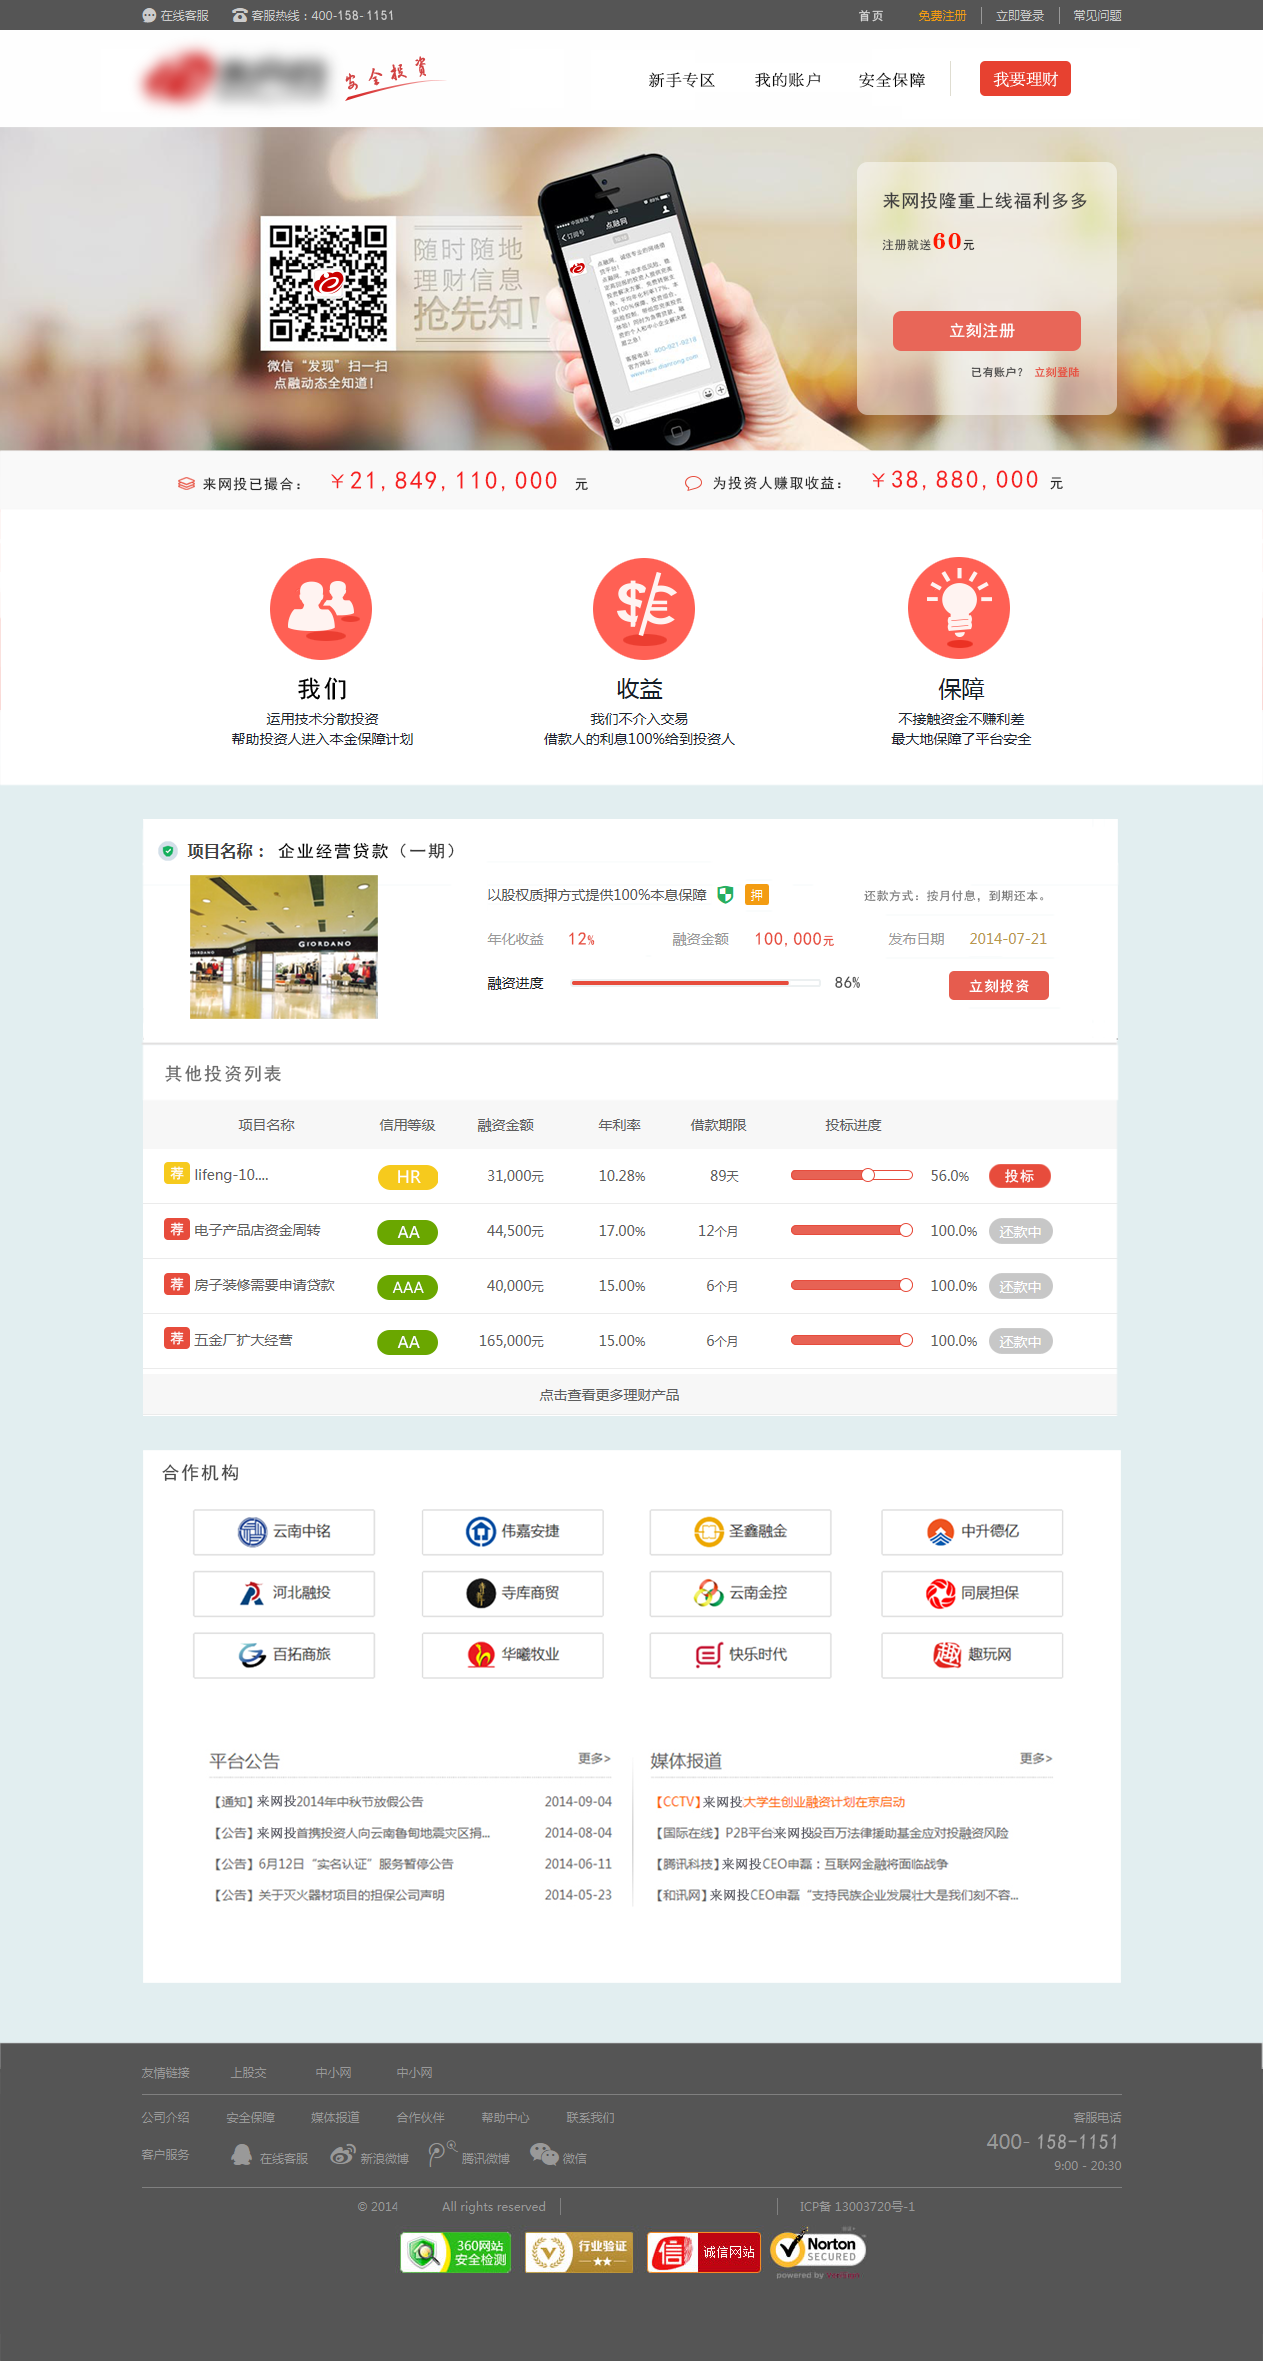 在线客服 客服热线：400-158-1151 首页 免费注册 立即登录 常见问题
安全投资 新手专区 我的账户 安全保障 我要理财
来网投隆重上线福利多多
注册就送60元
立刻注册
已有账户？ 立刻登陆
随时随地
理财信息
抢先知！
微信“发现”扫一扫
点融动态全知道！
订阅号 点融网
点融网，诚信专业的网络借
贷平台！
客服电话：400-921-9218
官方网站：
来网投已撮合： ￥21,849,110,000 元 为投资人赚取收益： ￥38,880,000 元
我们 收益 保障
运用技术分散投资 我们不介入交易 不接触资金不赚利差
帮助投资人进入本金保障计划 借款人的利息100%给到投资人 最大地保障了平台安全
项目名称： 企业经营贷款（一期）
GIORDANO
以股权质押方式提供100%本息保障 押 还款方式：按月付息，到期还本。
年化收益 12% 融资金额 100,000元 发布日期 2014-07-21
融资进度 86% 立刻投资
其他投资列表
项目名称 信用等级 融资金额 年利率 借款期限 投标进度
荐 lifeng-10.... HR 31,000元 10.28% 89天 56.0% 投标
荐 电子产品店资金周转 AA 44,500元 17.00% 12个月 100.0% 还款中
荐 房子装修需要申请贷款 AAA 40,000元 15.00% 6个月 100.0% 还款中
荐 五金厂扩大经营 AA 165,000元 15.00% 6个月 100.0% 还款中
点击查看更多理财产品
合作机构
云南中铭 伟嘉安捷 圣鑫融金 中升德亿
河北融投 寺库商贸 云南金控 同展担保
百拓商旅 华曦牧业 快乐时代 趣 趣玩网
平台公告 更多> 媒体报道 更多>
【通知】来网投2014年中秋节放假公告 2014-09-04 【CCTV】来网投大学生创业融资计划在京启动
【公告】来网投首携投资人向云南鲁甸地震灾区捐... 2014-08-04 【国际在线】P2B平台来网投设百万法律援助基金应对投融资风险
【公告】6月12日“实名认证”服务暂停公告 2014-06-11 【腾讯科技】来网投CEO申磊：互联网金融将面临战争
【公告】关于灭火器材项目的担保公司声明 2014-05-23 【和讯网】来网投CEO申磊“支持民族企业发展壮大是我们刻不容...
友情链接 上股交 中小网 中小网
公司介绍 安全保障 媒体报道 合作伙伴 帮助中心 联系我们 客服电话
400-158-1151
客户服务 在线客服 新浪微博 腾讯微博 微信 9:00 - 20:30
© 2014 All rights reserved ICP备 13003720号-1
360网站
安全检测 行业验证 信 诚信网站 Norton
SECURED
powered by